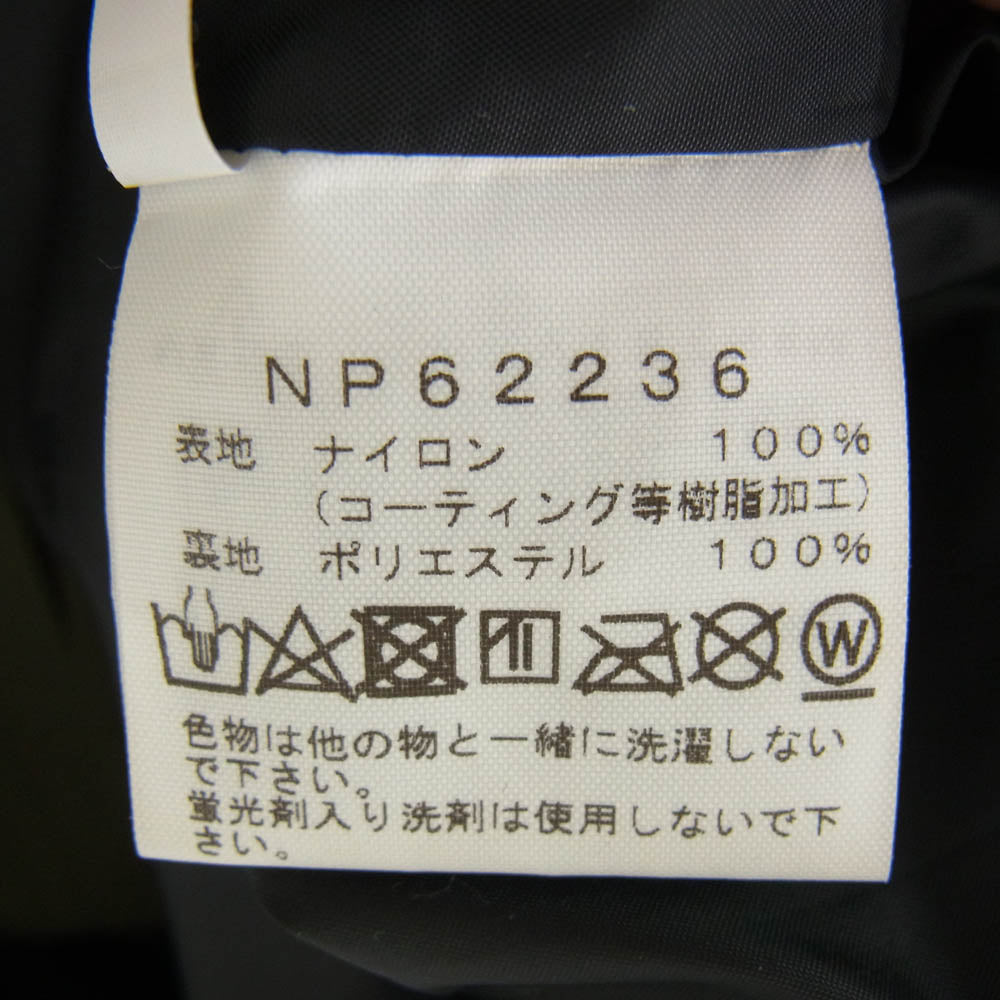 NP62236
表地 ナイロン 100%
(コーティング等樹脂加工)
裏地 ポリエステル 100%
W
色物は他の物と一緒に洗濯しない
で下さい。
蛍光剤入り洗剤は使用しないで下
さい。